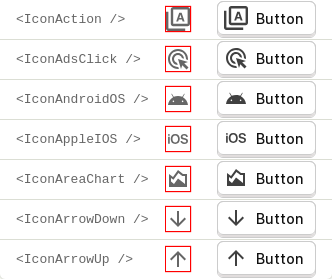 <IconAction /> A A Button
<IconAdsClick /> Button
<IconAndroidOS /> Button
<IconAppleIOS /> iOS iOS Button
<IconAreaChart /> Button
<IconArrowDown /> Button
<IconArrowUp /> Button